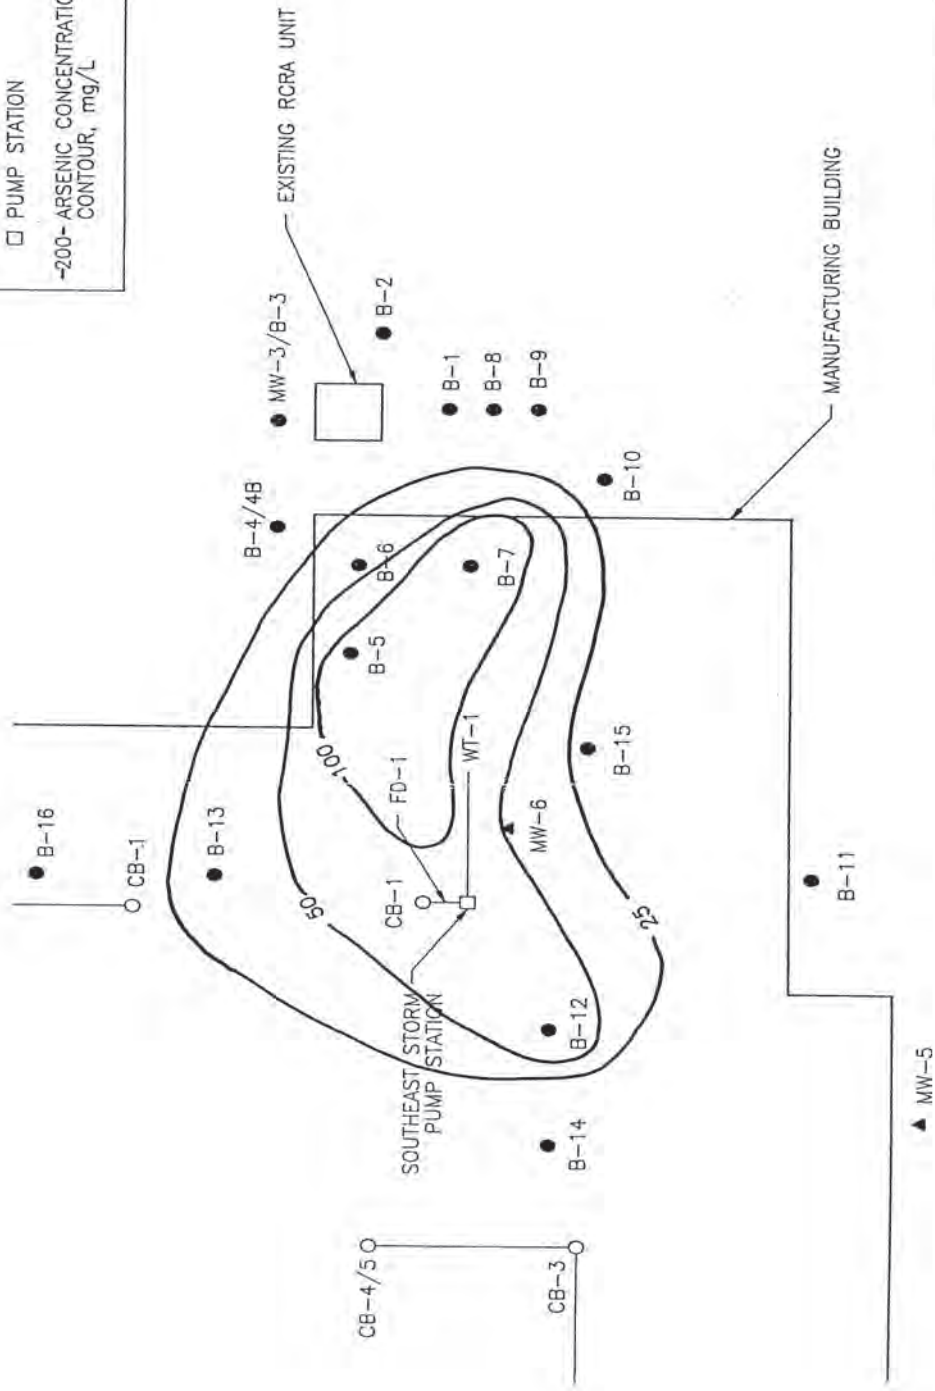 □ PUMP STATION
-200- ARSENIC CONCENTRATIO
CONTOUR, mg/L
EXISTING RCRA UNIT
MW-3/B-3
B-2
B-1
B-8
B-9
B-4/4B
B-10
MANUFACTURING BUILDING
B-6
B-7
B-5
100
FD-1
WT-1
B-15
B-16
CB-1
B-13
50
CB-1
MW-6
25
B-11
SOUTHEAST STORM
PUMP STATION
B-12
B-14
MW-5
CB-4/5
CB-3